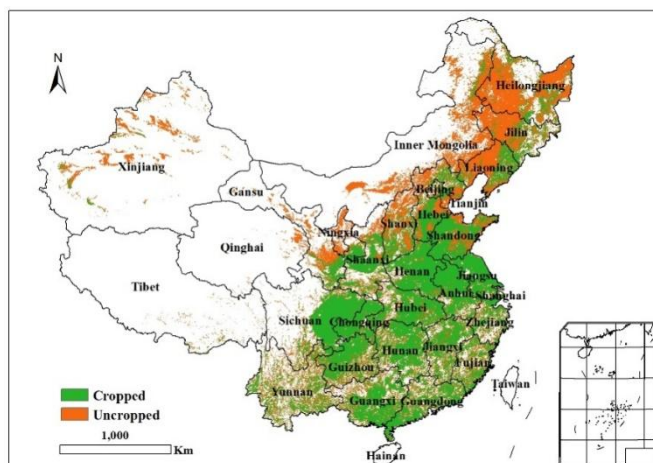 N
Heilongjiang
Jilin
Inner Mongolia
Liaoning
Xinjiang
Beijing
Gansu
Tianjin
Hebei
Ningxia
Shanxi
Shandong
Qinghai
Shaanxi
Henan
Jiagsu
Tibet
Anhui
Shanghai
Hubei
Sichuan
Chongqing
Zhejiang
Hunan
Jiangxi
Guizhou
Fujian
Yunnan
Taiwan
Guangxi
Guangdong
Cropped
Uncropped
1,000
Km
Hainan